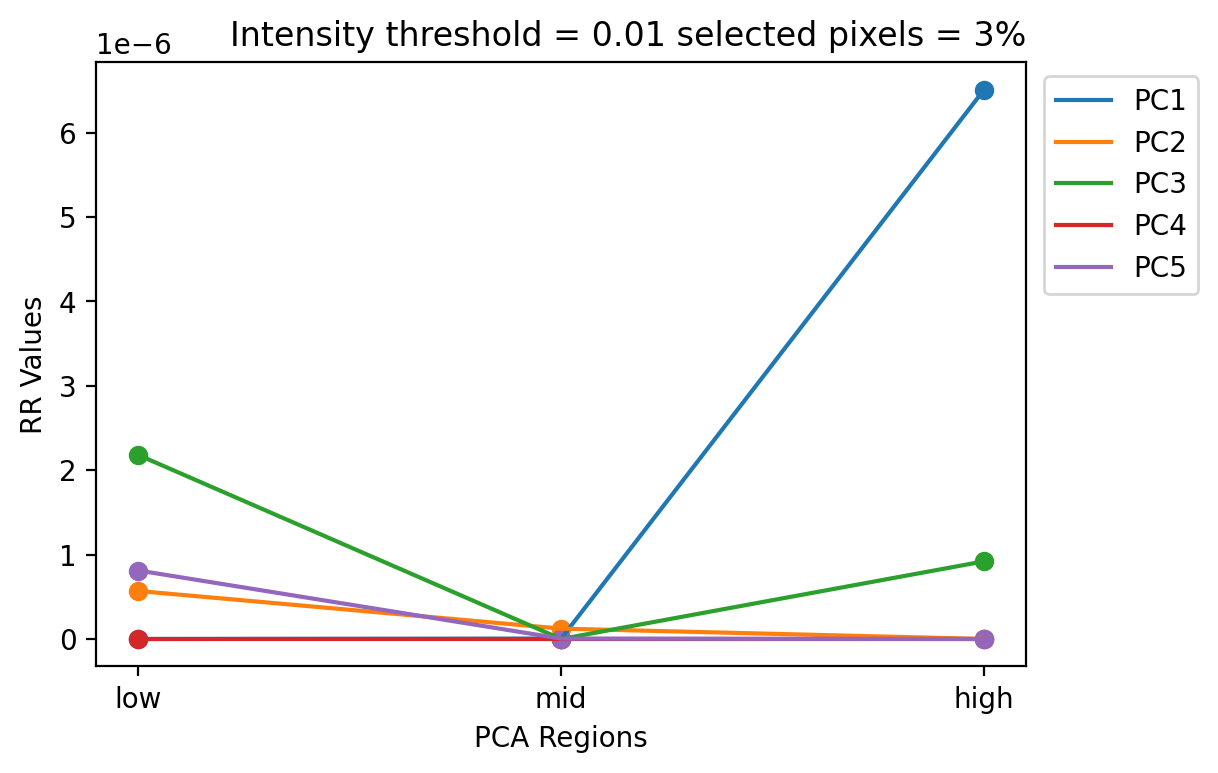 Intensity threshold = 0.01 selected pixels = 3%
1e−6
6
5
4
3
2
1
0
RR Values
low mid high
PCA Regions
PC1
PC2
PC3
PC4
PC5